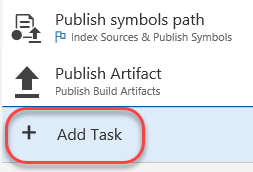 Publish symbols path
Index Sources & Publish Symbols
Publish Artifact
Publish Build Artifacts
+ Add Task